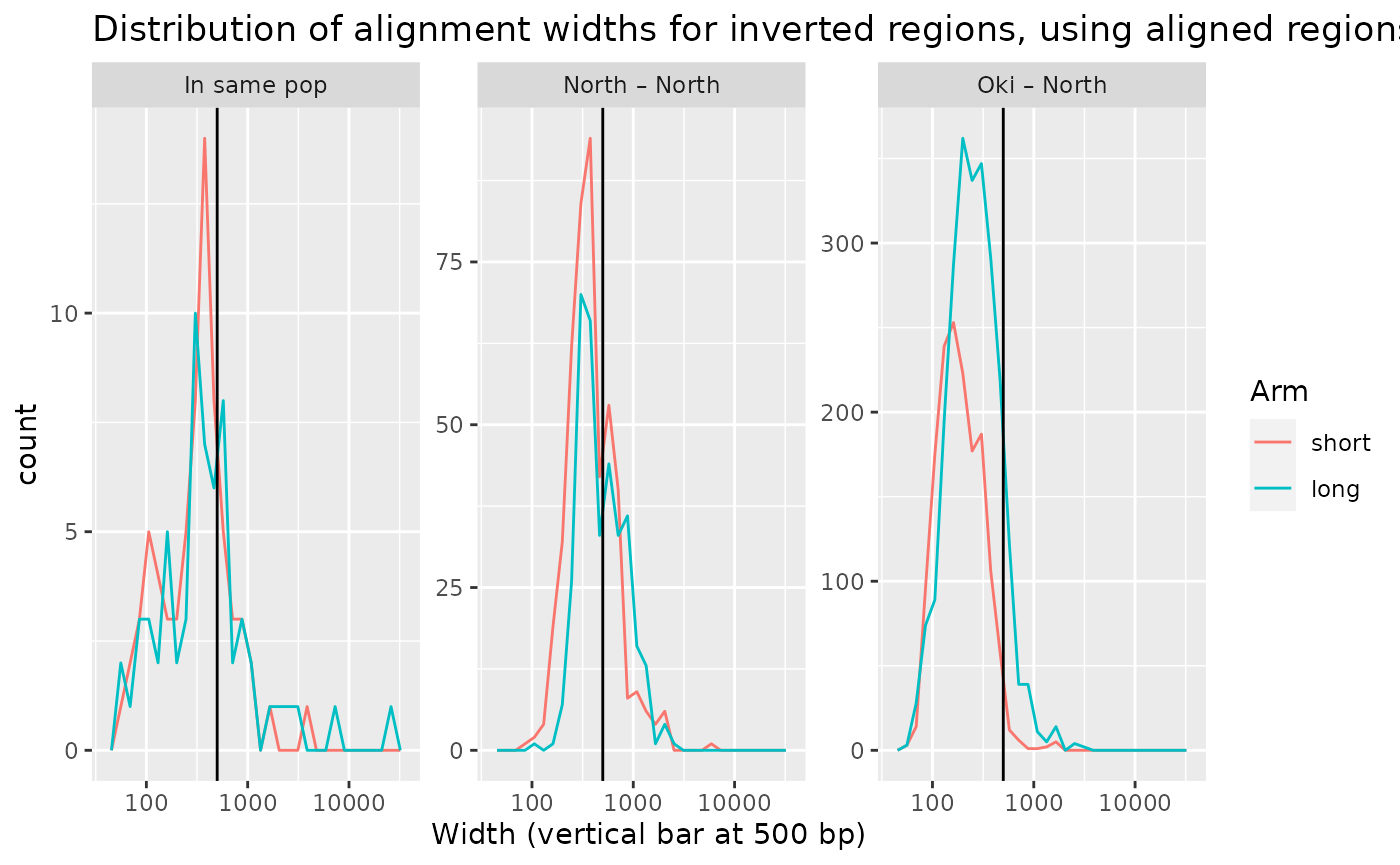 Distribution of alignment widths for inverted regions, using aligned regions
In same pop
North – North
Oki – North
count
10
5
0
75
50
25
0
300
200
100
0
100 1000 10000
100 1000 10000
100 1000 10000
Width (vertical bar at 500 bp)
Arm
short
long